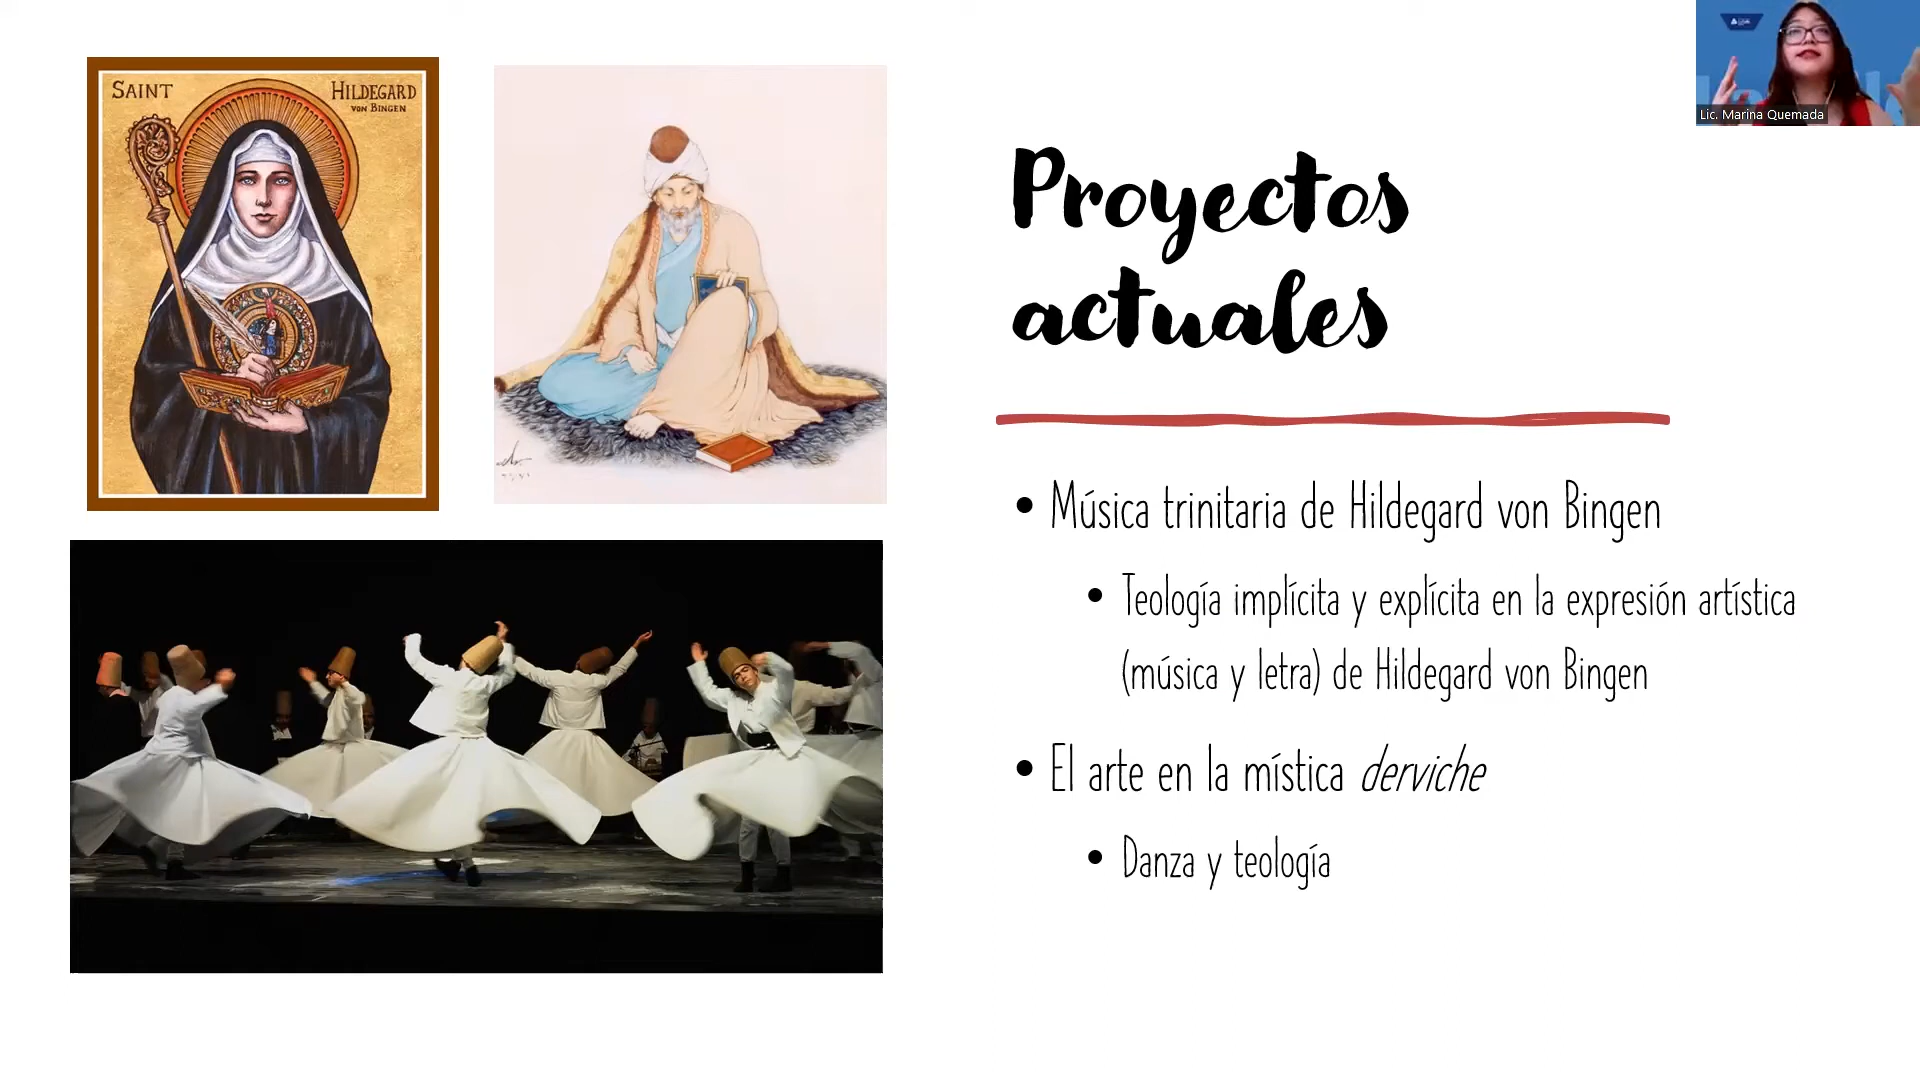 SAINT HILDEGARD
VON BINGEN
Lic. Marina Quemada
Proyectos
actuales
• Música trinitaria de Hildegard von Bingen
• Teología implícita y explícita en la expresión artística
(música y letra) de Hildegard von Bingen
• El arte en la mística derviche
• Danza y teología